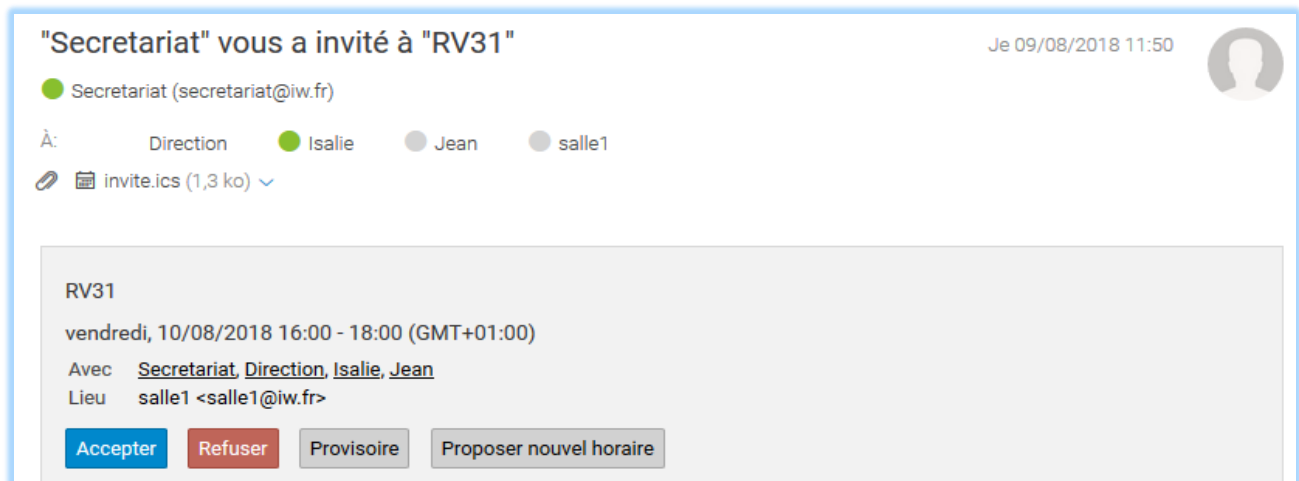 "Secretariat" vous a invité à "RV31"
Je 09/08/2018 11:50
Secretariat (secretariat@iw.fr)
À: Direction Isalie Jean salle1
invite.ics (1,3 ko)
RV31
vendredi, 10/08/2018 16:00 - 18:00 (GMT+01:00)
Avec Secretariat, Direction, Isalie, Jean
Lieu salle1 <salle1@iw.fr>
Accepter Refuser Provisoire Proposer nouvel horaire